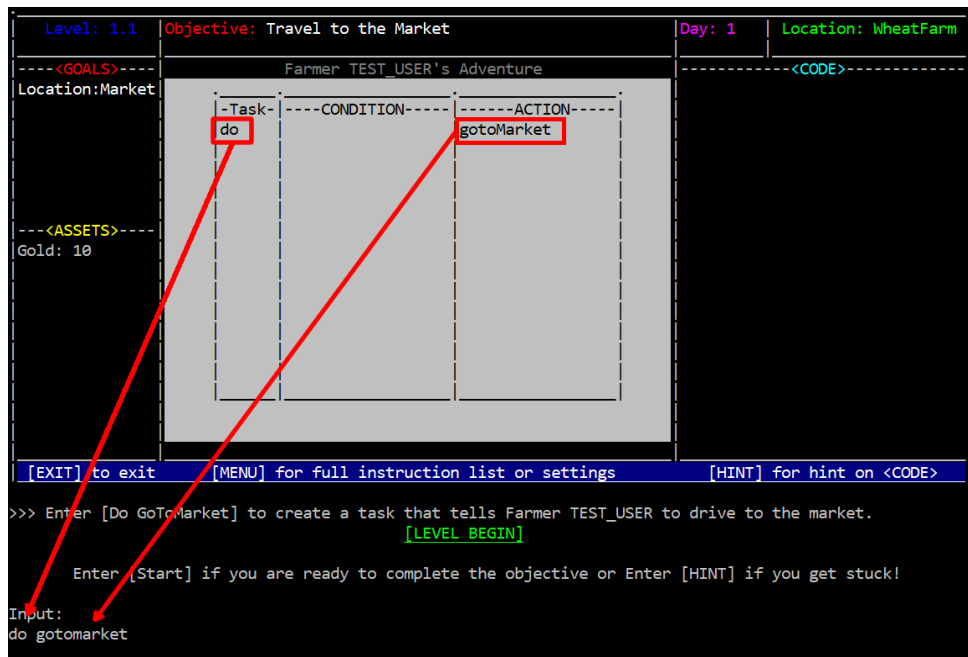 Level: 1.1 Objective: Travel to the Market Day: 1 Location: WheatFarm
----<GOALS>---- Farmer TEST_USER's Adventure ------------<CODE>-------------
Location:Market
-Task- ----CONDITION----- ------ACTION-----
do gotoMarket
---<ASSETS>----
Gold: 10
[EXIT] to exit [MENU] for full instruction list or settings [HINT] for hint on <CODE>
>>> Enter [Do GoToMarket] to create a task that tells Farmer TEST_USER to drive to the market.
[LEVEL BEGIN]
Enter [Start] if you are ready to complete the objective or Enter [HINT] if you get stuck!
Input:
do gotomarket